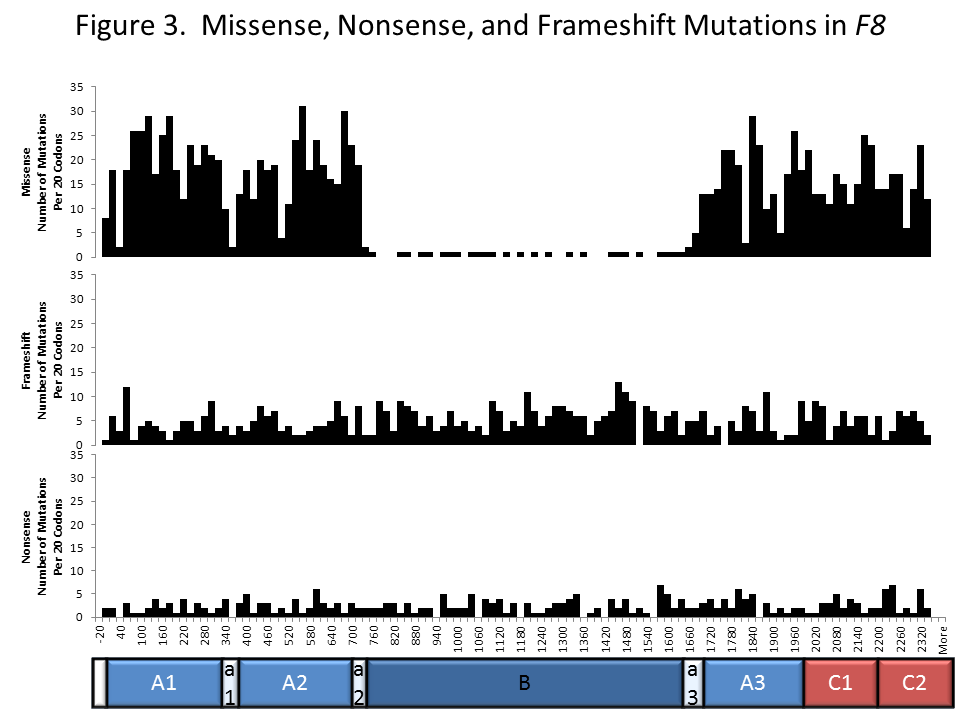 Figure 3.  Missense, Nonsense, and Frameshift Mutations in F8
Missense
Number of Mutations
Per 20 Codons
35
30
25
20
15
10
5
0
Frameshift
Number of Mutations
Per 20 Codons
35
30
25
20
15
10
5
0
Nonsense
Number of Mutations
Per 20 Codons
35
30
25
20
15
10
5
0
-20 40 100 160 220 280 340 400 460 520 580 640 700 760 820 880 940 1000 1060 1120 1180 1240 1300 1360 1420 1480 1540 1600 1660 1720 1780 1840 1900 1960 2020 2080 2140 2200 2260 2320 More
A1 a1 A2 a2 B a3 A3 C1 C2